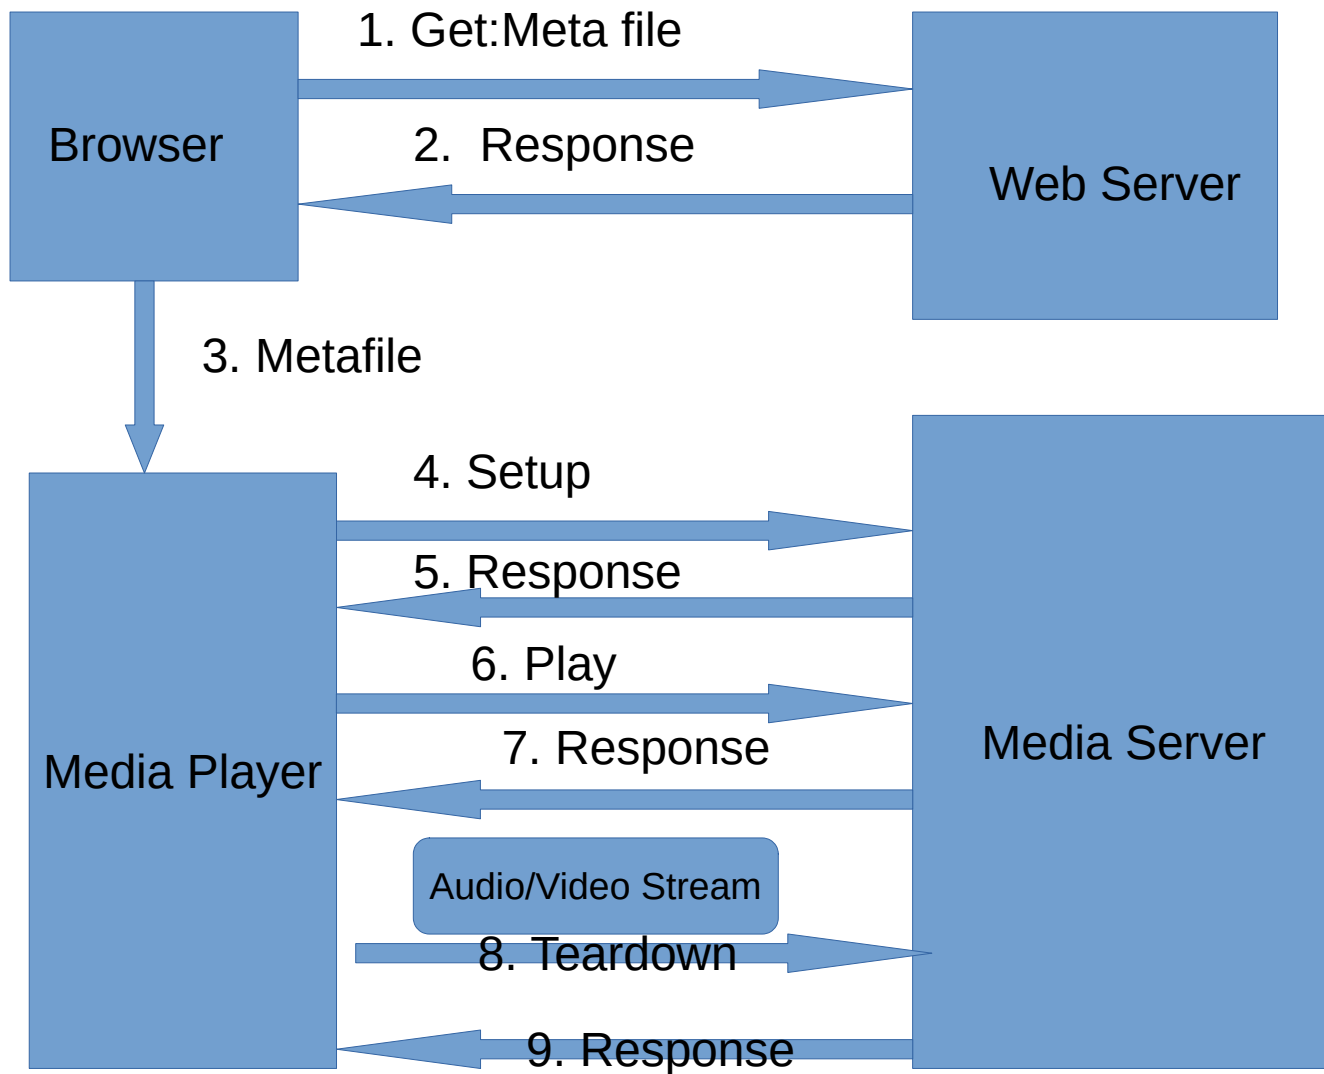 1. Get:Meta file
Browser
2. Response
Web Server
3. Metafile
4. Setup
5. Response
6. Play
7. Response
Media Server
Media Player
Audio/Video Stream
8. Teardown
9. Response